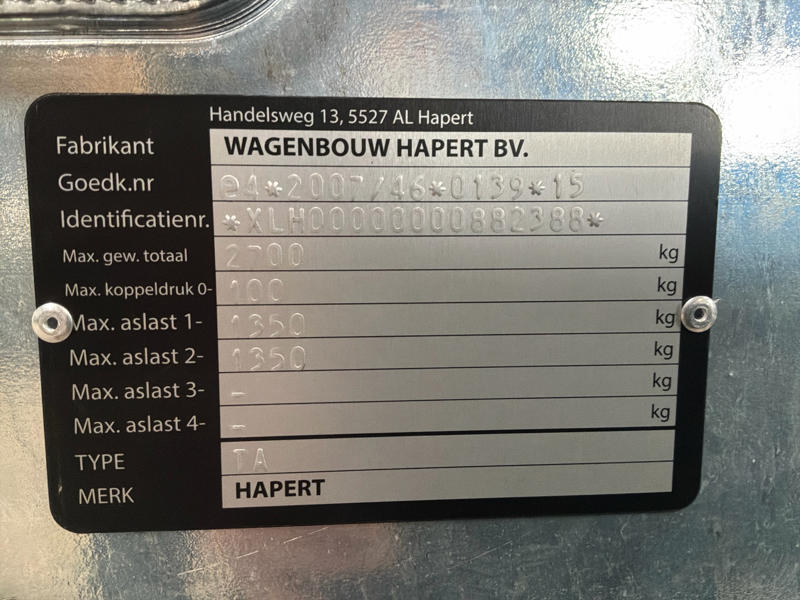 Handelsweg 13, 5527 AL Hapert
Fabrikant WAGENBOUW HAPERT BV.
Goedk.nr e4*2007/46*0139*15
Identificatienr. *XLH00000000882388*
Max. gew. totaal 2700 kg
Max. koppeldruk 0- 100 kg
Max. aslast 1- 1350 kg
Max. aslast 2- 1350 kg
Max. aslast 3- - kg
Max. aslast 4- - kg
TYPE TA
MERK HAPERT